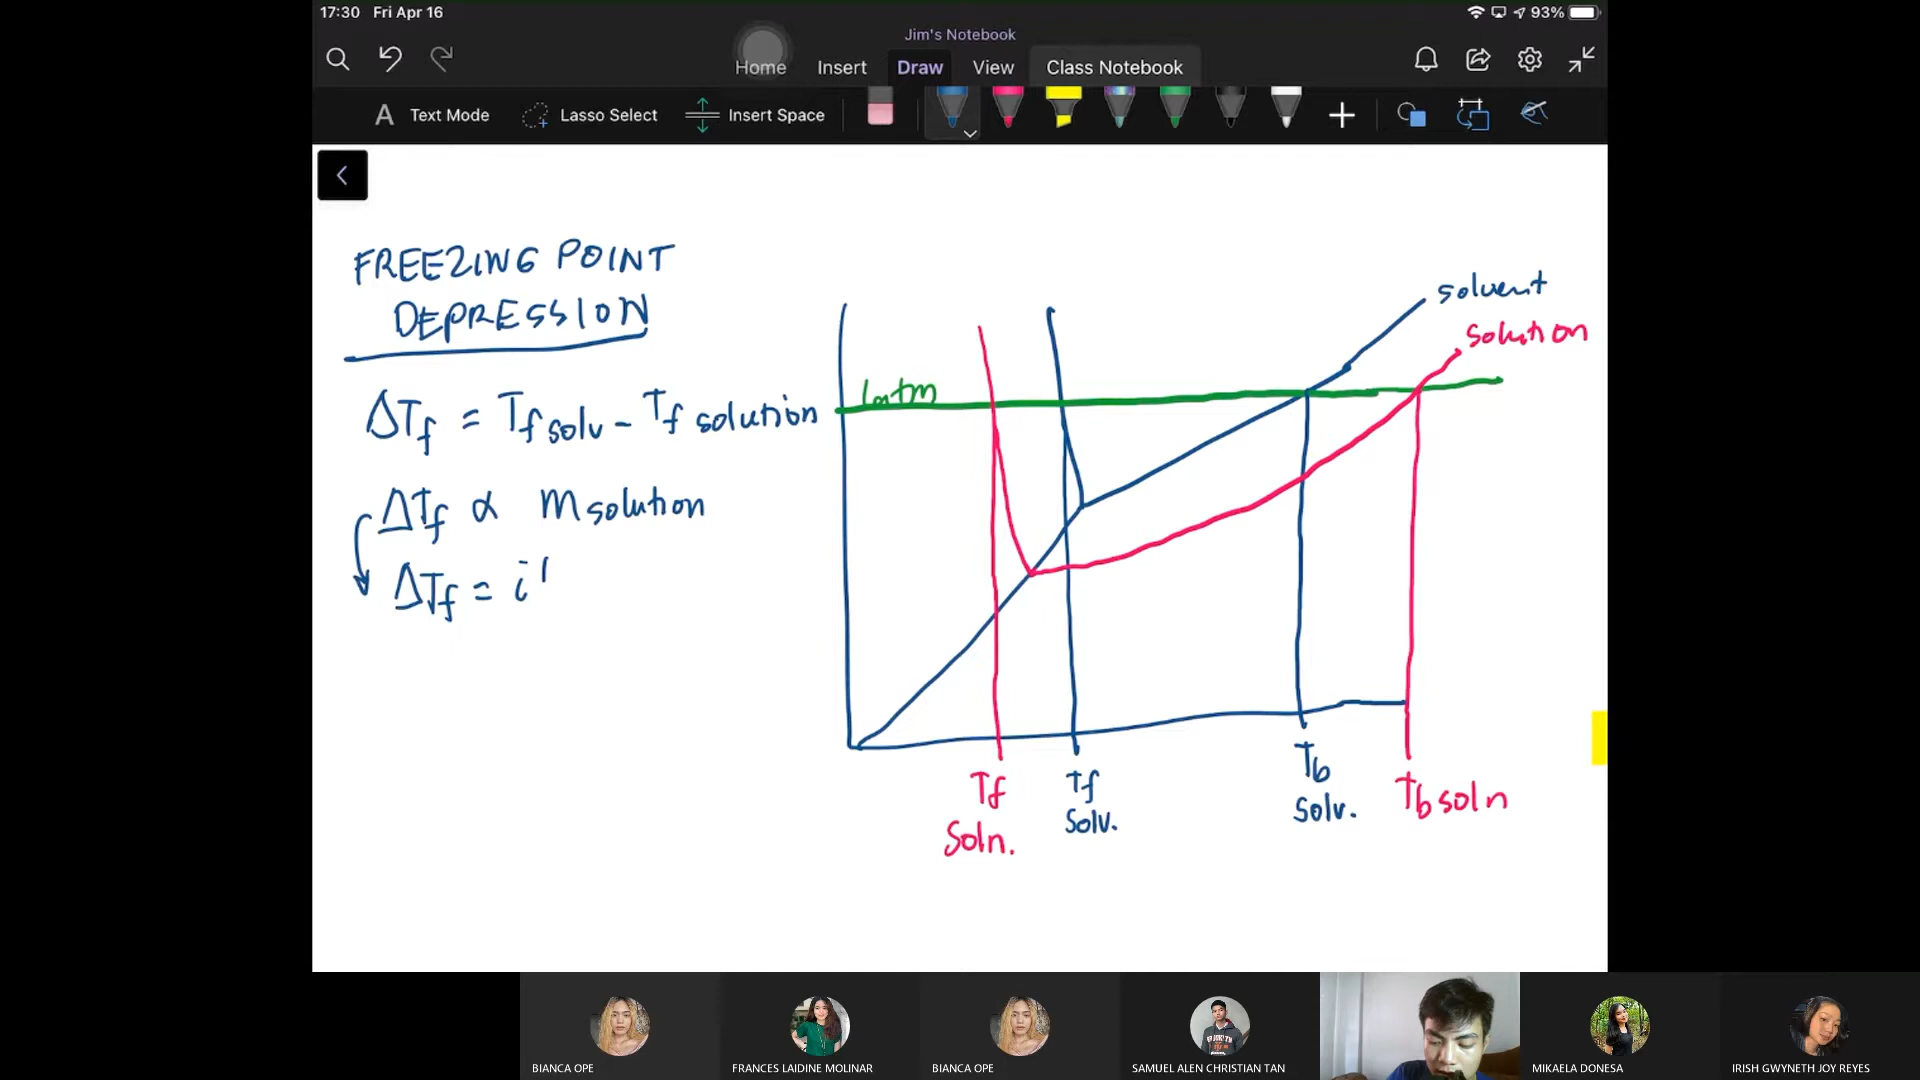 17:30 Fri Apr 16
93%
Jim's Notebook
Home Insert Draw View Class Notebook
Text Mode Lasso Select Insert Space
FREEZING POINT
DEPRESSION
ΔTf = Tf solv - Tf solution
ΔTf α m solution
ΔTf = i
1 atm
solvent
solution
Tf
Soln.
Tf
Solv.
Tb
Solv.
Tb soln
BIANCA OPE
FRANCES LAIDINE MOLINAR
BIANCA OPE
SAMUEL ALEN CHRISTIAN TAN
MIKAELA DONESA
IRISH GWYNETH JOY REYES